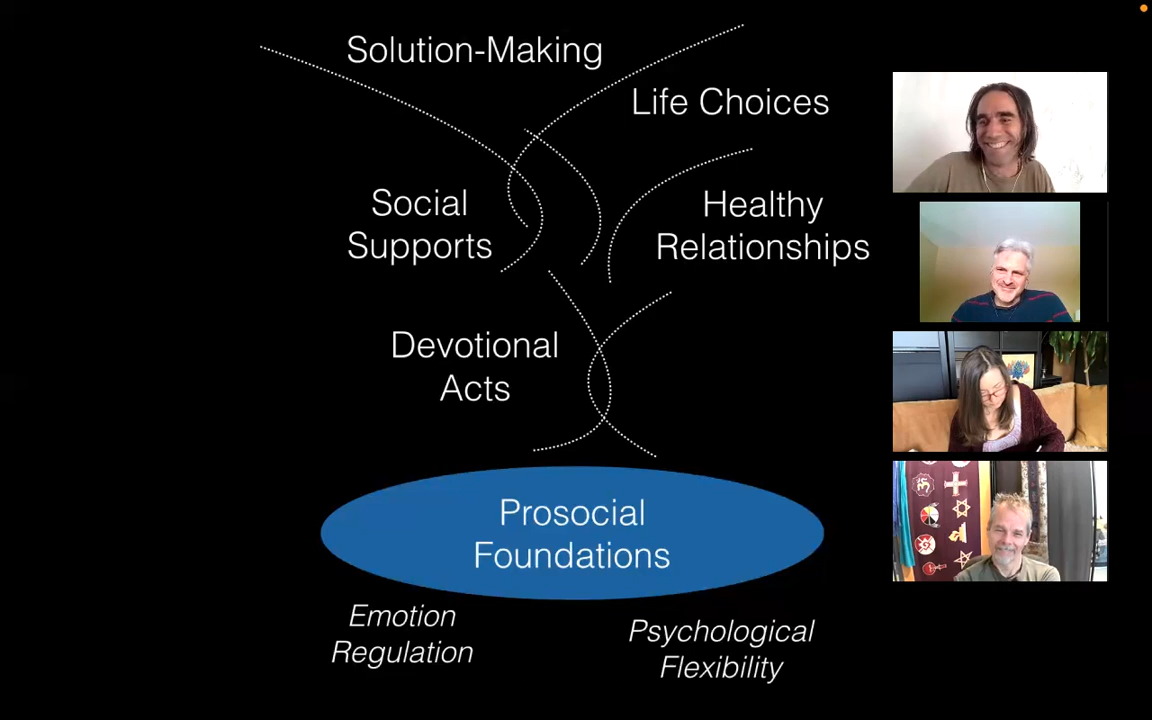 Solution-Making
Life Choices
Social
Supports
Healthy
Relationships
Devotional
Acts
Prosocial
Foundations
Emotion
Regulation
Psychological
Flexibility